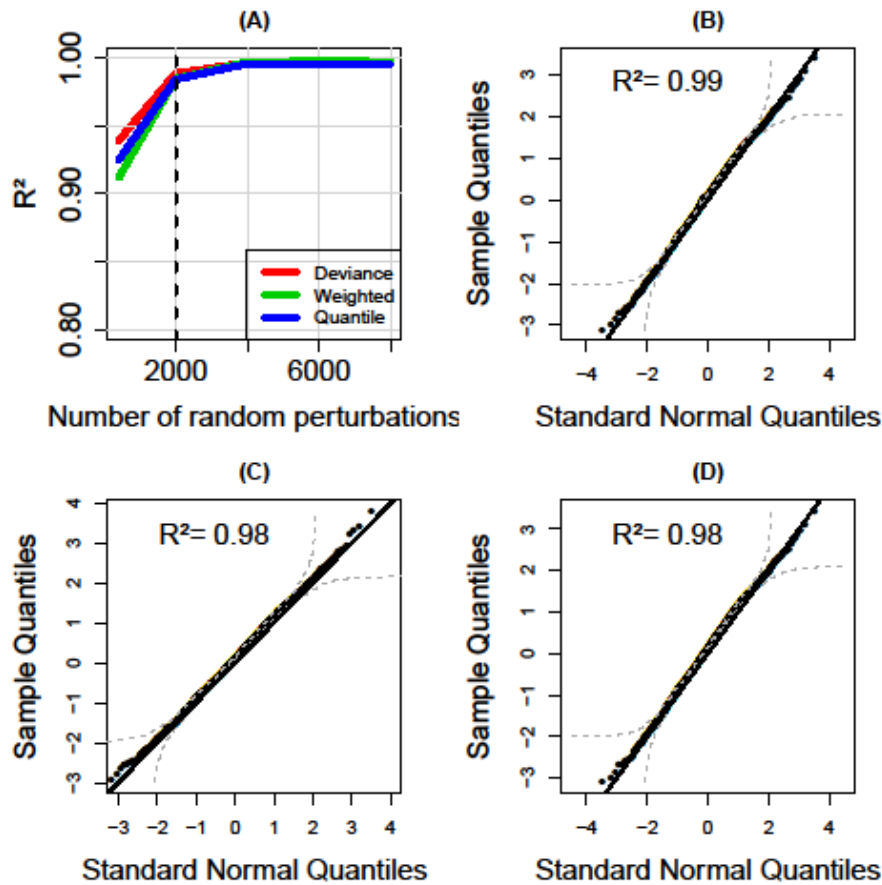 (A)
R²
1.00
0.90
0.80
Deviance
Weighted
Quantile
2000 6000
Number of random perturbations
(B)
R²= 0.99
Sample Quantiles
3
2
1
0
−1
−2
−3
−4 −2 0 2 4
Standard Normal Quantiles
(C)
R²= 0.98
Sample Quantiles
4
3
2
1
0
−1
−2
−3
−3 −2 −1 0 1 2 3 4
Standard Normal Quantiles
(D)
R²= 0.98
Sample Quantiles
3
2
1
0
−1
−2
−3
−4 −2 0 2 4
Standard Normal Quantiles